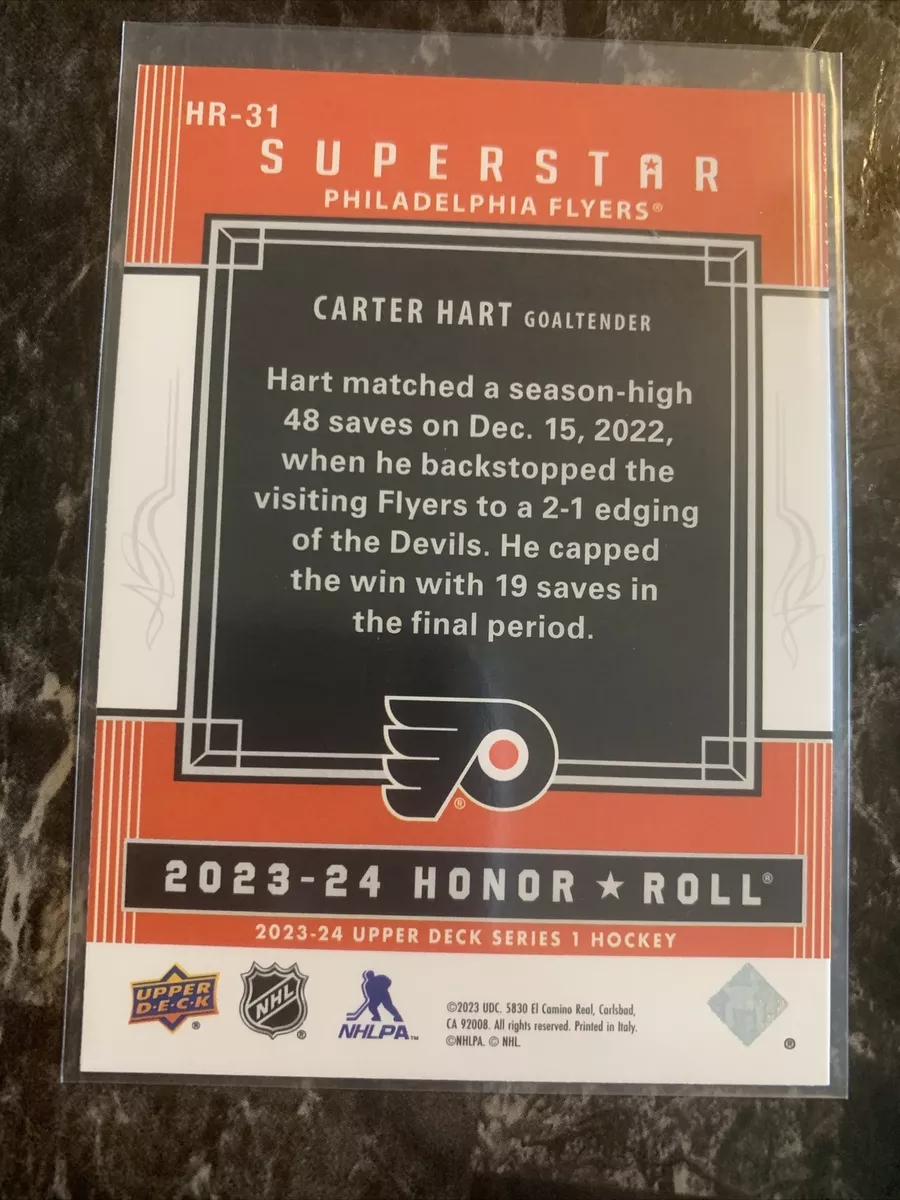 HR-31
SUPERSTAR
PHILADELPHIA FLYERS®
CARTER HART GOALTENDER
Hart matched a season-high
48 saves on Dec. 15, 2022,
when he backstopped the
visiting Flyers to a 2-1 edging
of the Devils. He capped
the win with 19 saves in
the final period.
®
2023-24 HONOR ★ ROLL®
2023-24 UPPER DECK SERIES 1 HOCKEY
UPPER
D·E·C·K
®
NHL
®
NHLPA™
©2023 UDC. 5830 El Camino Real, Carlsbad,
CA 92008. All rights reserved. Printed in Italy.
©NHLPA. © NHL.
®